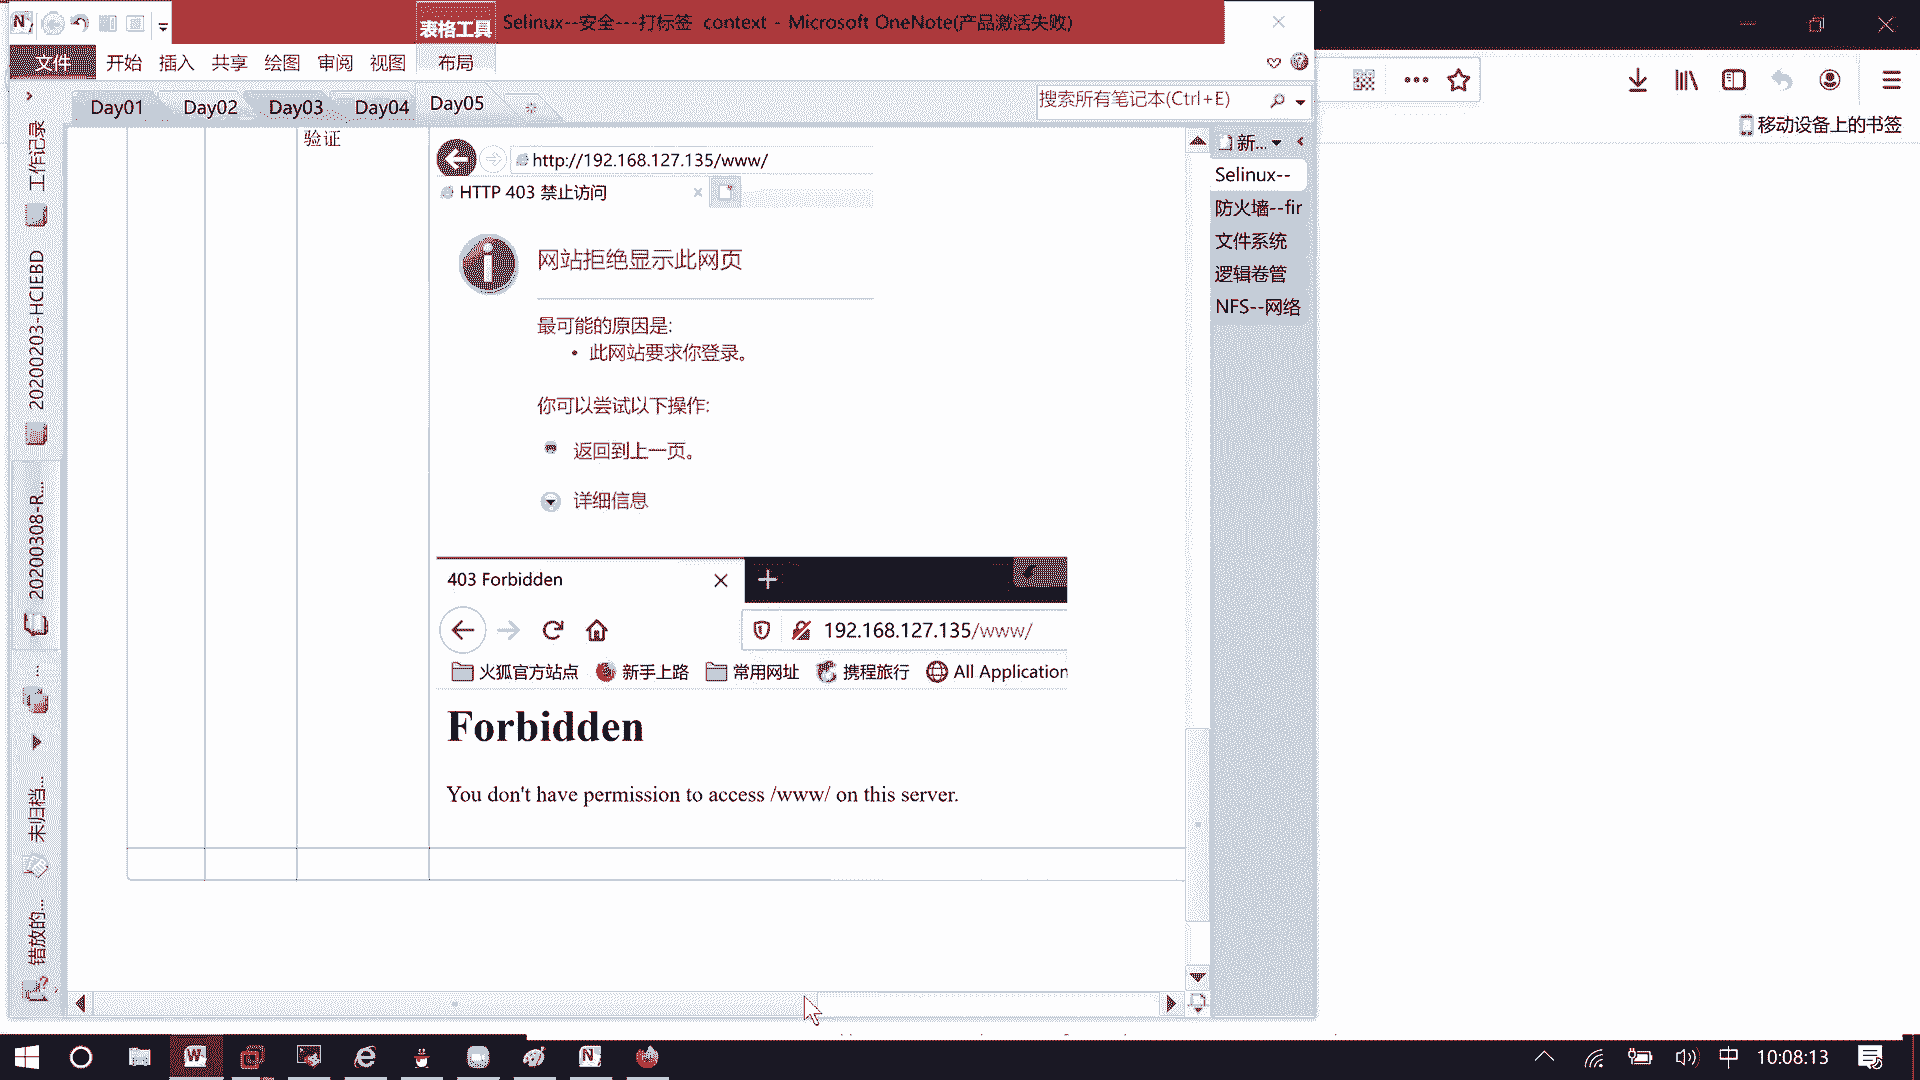 Selinux--安全---打标签 context - Microsoft OneNote(产品激活失败)
表格工具
文件 开始 插入 共享 绘图 审阅 视图 布局
Day01 Day02 Day03 Day04 Day05
搜索所有笔记本(Ctrl+E)
移动设备上的书签
工作记录
20200203-HCIEBD
20200308-R...
未归档...
错放的...
验证
http://192.168.127.135/www/
HTTP 403 禁止访问
网站拒绝显示此网页
最可能的原因是:
• 此网站要求你登录。
你可以尝试以下操作:
返回到上一页。
详细信息
403 Forbidden
192.168.127.135/www/
火狐官方站点 新手上路 常用网址 携程旅行 All Application
Forbidden
You don't have permission to access /www/ on this server.
新...
Selinux--
防火墙--fir
文件系统
逻辑卷管
NFS--网络
中 10:08:13